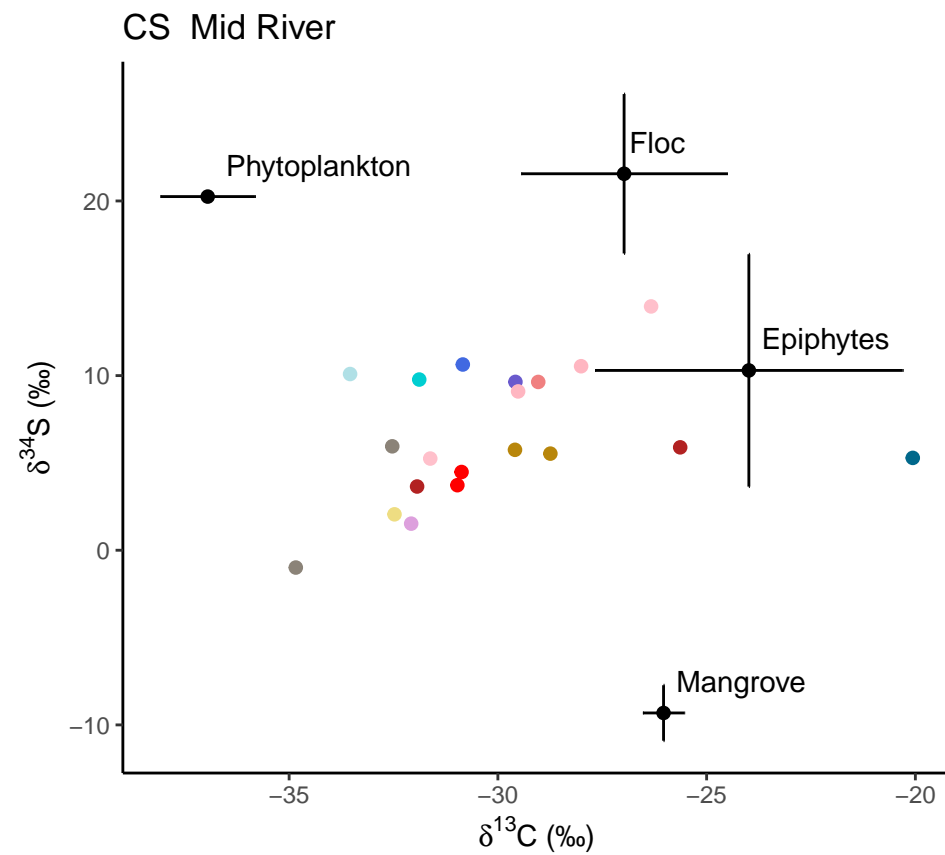 CS  Mid River
Floc
Phytoplankton
20
Epiphytes
10
δ³⁴S (‰)
0
Mangrove
−10
−35 −30 −25 −20
δ¹³C (‰)